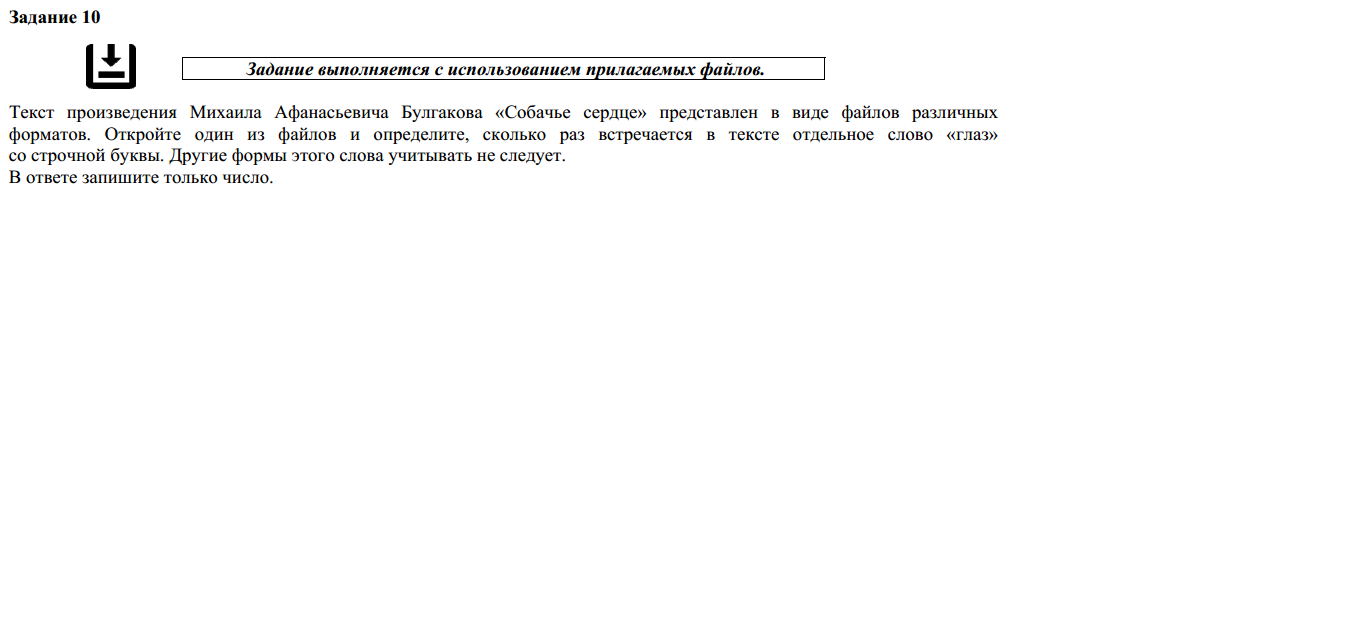 Задание 10
Задание выполняется с использованием прилагаемых файлов.
Текст произведения Михаила Афанасьевича Булгакова «Собачье сердце» представлен в виде файлов различных
форматов. Откройте один из файлов и определите, сколько раз встречается в тексте отдельное слово «глаз»
со строчной буквы. Другие формы этого слова учитывать не следует.
В ответе запишите только число.